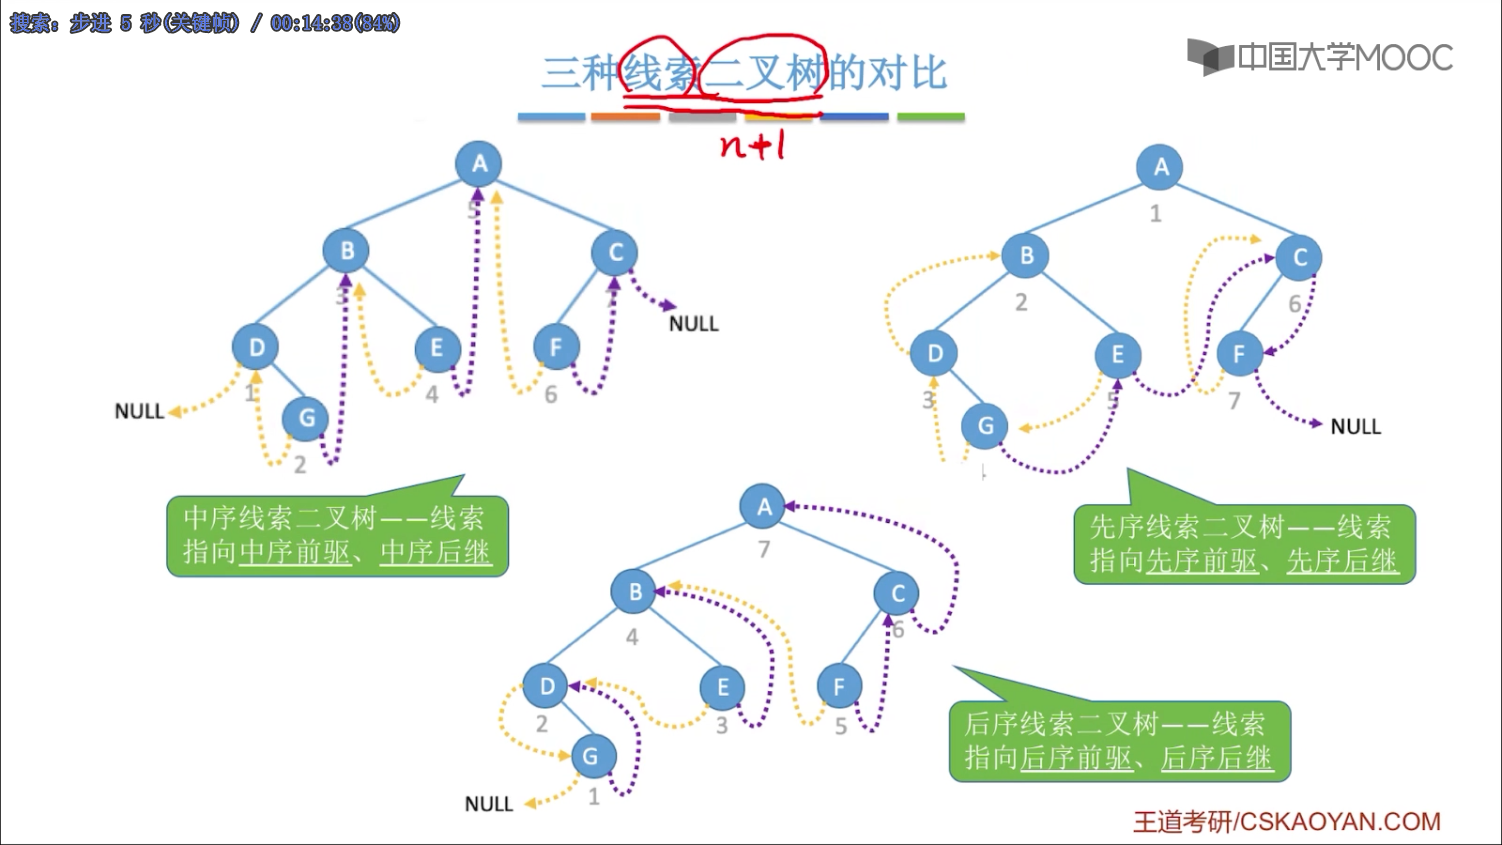 搜索: 步进 5 秒(关键帧) / 00:14:38(84%)
中国大学MOOC
三种线索二叉树的对比
n+1
A
5
B
3
C
7
NULL
D
1
E
4
F
6
NULL
G
2
中序线索二叉树——线索
指向中序前驱、中序后继
A
1
B
2
C
6
D
3
E
5
F
7
G
NULL
先序线索二叉树——线索
指向先序前驱、先序后继
A
7
B
4
C
6
D
2
E
3
F
5
G
1
NULL
后序线索二叉树——线索
指向后序前驱、后序后继
王道考研/CSKAOYAN.COM